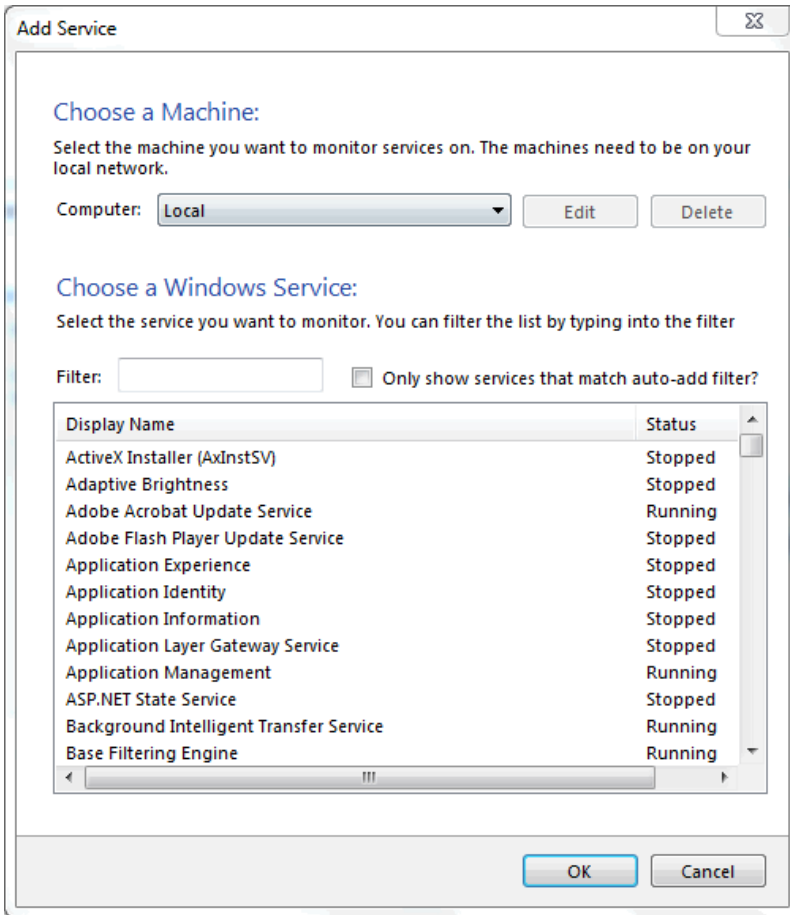 Add Service
Choose a Machine:
Select the machine you want to monitor services on. The machines need to be on your
local network.
Computer: Local Edit Delete
Choose a Windows Service:
Select the service you want to monitor. You can filter the list by typing into the filter
Filter: Only show services that match auto-add filter?
Display Name Status
ActiveX Installer (AxInstSV) Stopped
Adaptive Brightness Stopped
Adobe Acrobat Update Service Running
Adobe Flash Player Update Service Stopped
Application Experience Stopped
Application Identity Stopped
Application Information Stopped
Application Layer Gateway Service Stopped
Application Management Running
ASP.NET State Service Stopped
Background Intelligent Transfer Service Running
Base Filtering Engine Running
OK Cancel